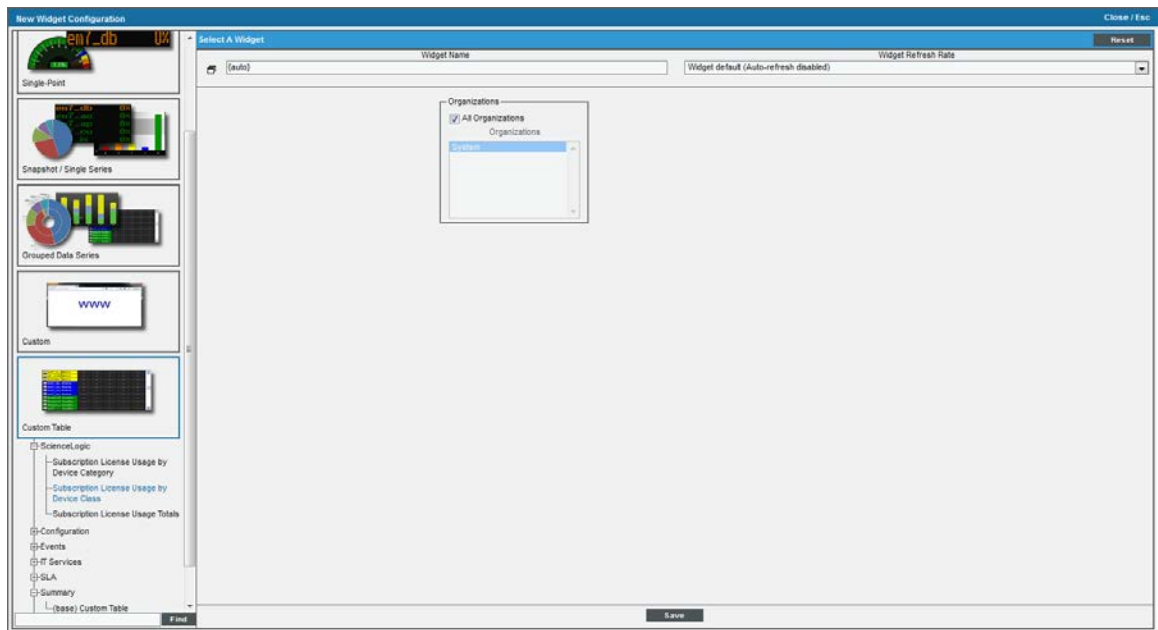 New Widget Configuration
Close / Esc
em7_db 0%
Single-Point
Snapshot / Single Series
Grouped Data Series
www
Custom
Custom Table
ScienceLogic
Subscription License Usage by
Device Category
Subscription License Usage by
Device Class
Subscription License Usage Totals
Configuration
Events
IT Services
SLA
Summary
(base) Custom Table
Find
Select A Widget
Reset
Widget Name
Widget Refresh Rate
{auto}
Widget default (Auto-refresh disabled)
Organizations
All Organizations
Organizations
System
Save